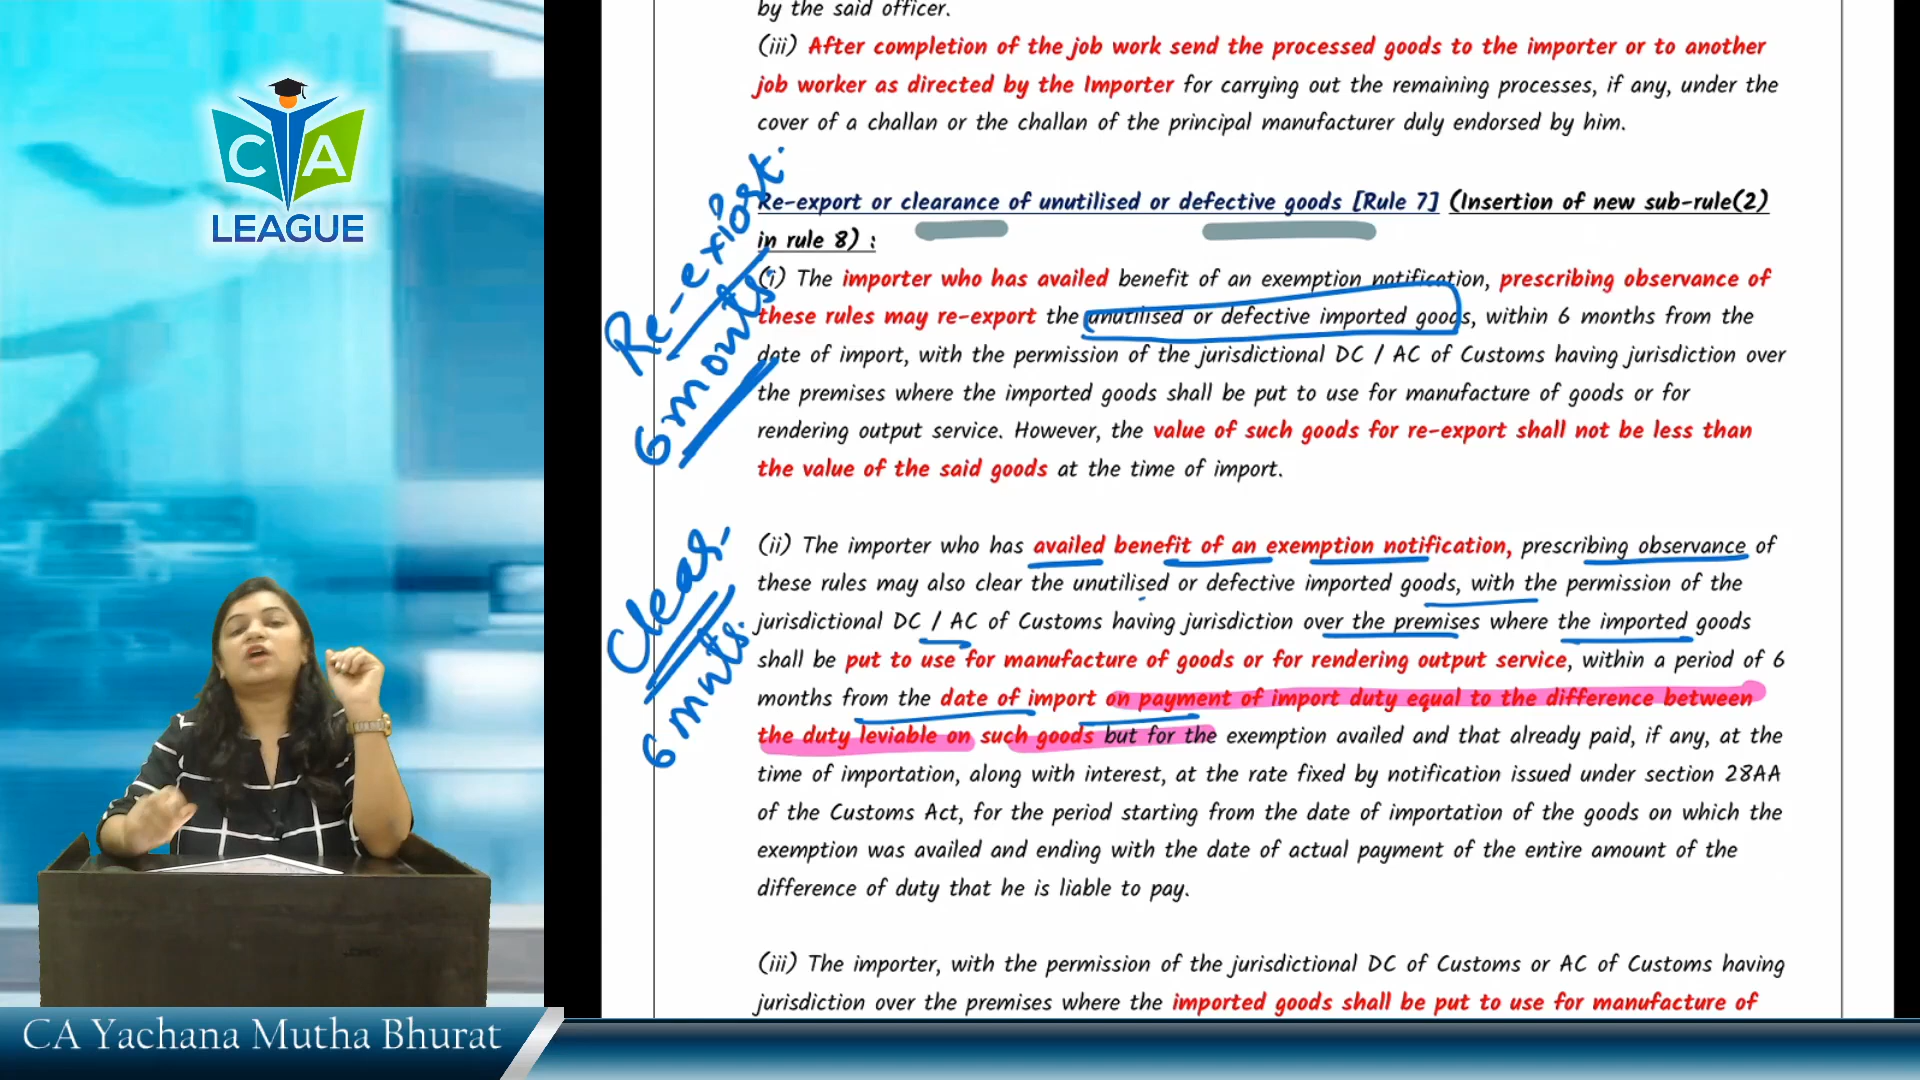 by the said officer.
(iii) After completion of the job work send the processed goods to the importer or to another
job worker as directed by the Importer for carrying out the remaining processes, if any, under the
cover of a challan or the challan of the principal manufacturer duly endorsed by him.
Re-export or clearance of unutilised or defective goods [Rule 7] (Insertion of new sub-rule(2)
in rule 8) :
(i) The importer who has availed benefit of an exemption notification, prescribing observance of
these rules may re-export the unutilised or defective imported goods, within 6 months from the
date of import, with the permission of the jurisdictional DC / AC of Customs having jurisdiction over
the premises where the imported goods shall be put to use for manufacture of goods or for
rendering output service. However, the value of such goods for re-export shall not be less than
the value of the said goods at the time of import.
(ii) The importer who has availed benefit of an exemption notification, prescribing observance of
these rules may also clear the unutilised or defective imported goods, with the permission of the
jurisdictional DC / AC of Customs having jurisdiction over the premises where the imported goods
shall be put to use for manufacture of goods or for rendering output service, within a period of 6
months from the date of import on payment of import duty equal to the difference between
the duty leviable on such goods but for the exemption availed and that already paid, if any, at the
time of importation, along with interest, at the rate fixed by notification issued under section 28AA
of the Customs Act, for the period starting from the date of importation of the goods on which the
exemption was availed and ending with the date of actual payment of the entire amount of the
difference of duty that he is liable to pay.
(iii) The importer, with the permission of the jurisdictional DC of Customs or AC of Customs having
jurisdiction over the premises where the imported goods shall be put to use for manufacture of
Re-export.
6 months.
Clear-
6 mnts.
CA
LEAGUE
CA Yachana Mutha Bhurat